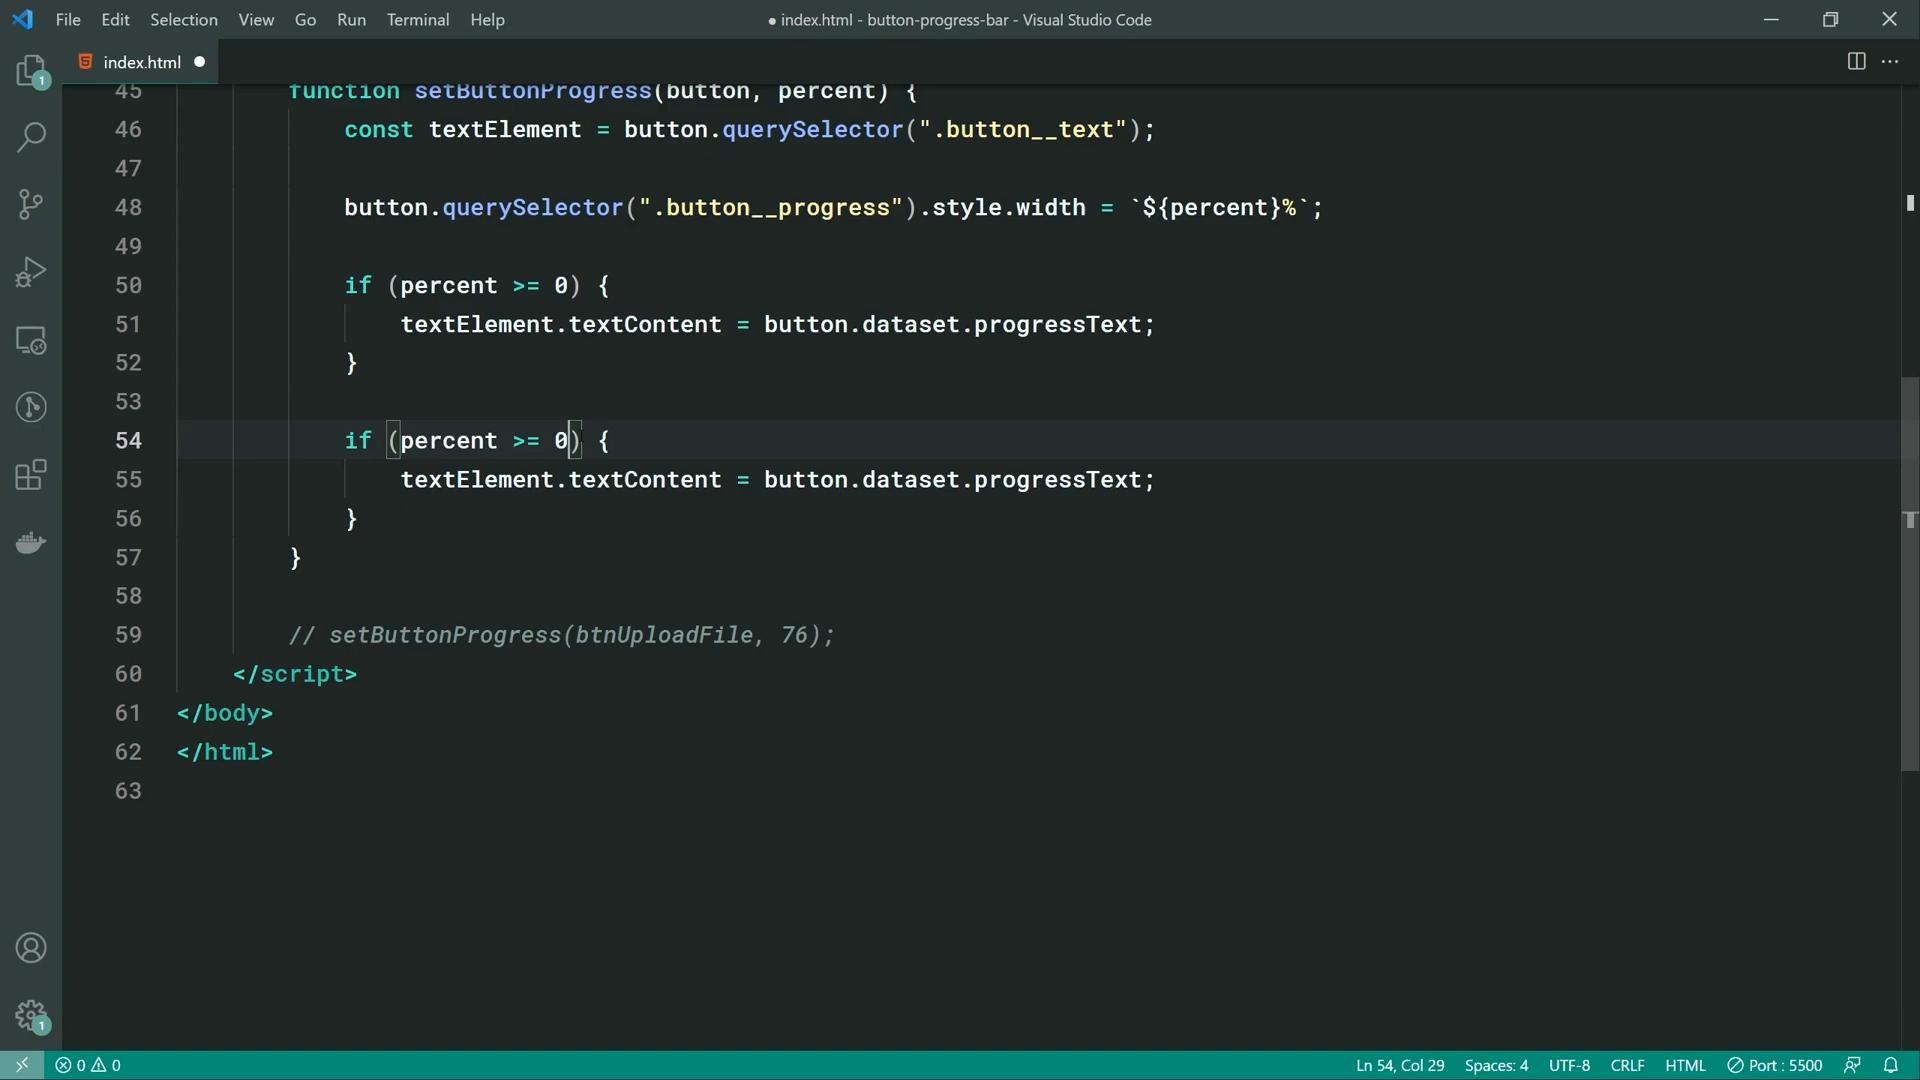 File Edit Selection View Go Run Terminal Help
● index.html - button-progress-bar - Visual Studio Code
index.html ●
45 function setButtonProgress(button, percent) {
46 const textElement = button.querySelector(".button__text");
47
48 button.querySelector(".button__progress").style.width = `${percent}%`;
49
50 if (percent >= 0) {
51 textElement.textContent = button.dataset.progressText;
52 }
53
54 if (percent >= 0) {
55 textElement.textContent = button.dataset.progressText;
56 }
57 }
58
59 // setButtonProgress(btnUploadFile, 76);
60 </script>
61 </body>
62 </html>
63
1
1
0 0
Ln 54, Col 29 Spaces: 4 UTF-8 CRLF HTML Port : 5500